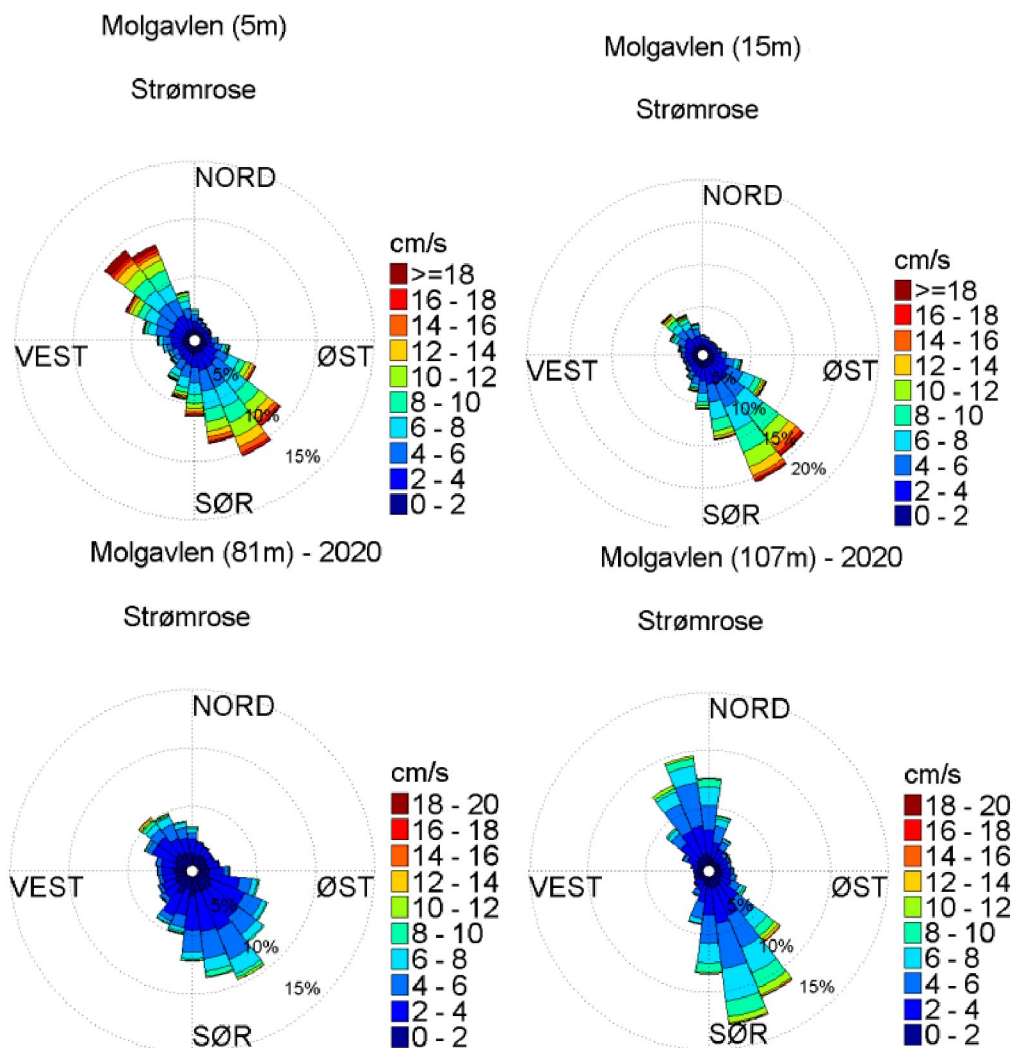 Molgavlen (5m)
Strømrose
NORD
VEST
ØST
SØR
5%
10%
15%
cm/s
>=18
16 - 18
14 - 16
12 - 14
10 - 12
8 - 10
6 - 8
4 - 6
2 - 4
0 - 2
Molgavlen (15m)
Strømrose
NORD
VEST
ØST
SØR
5%
10%
15%
20%
cm/s
>=18
16 - 18
14 - 16
12 - 14
10 - 12
8 - 10
6 - 8
4 - 6
2 - 4
0 - 2
Molgavlen (81m) - 2020
Strømrose
NORD
VEST
ØST
SØR
5%
10%
15%
cm/s
18 - 20
16 - 18
14 - 16
12 - 14
10 - 12
8 - 10
6 - 8
4 - 6
2 - 4
0 - 2
Molgavlen (107m) - 2020
Strømrose
NORD
VEST
ØST
SØR
5%
10%
15%
cm/s
18 - 20
16 - 18
14 - 16
12 - 14
10 - 12
8 - 10
6 - 8
4 - 6
2 - 4
0 - 2